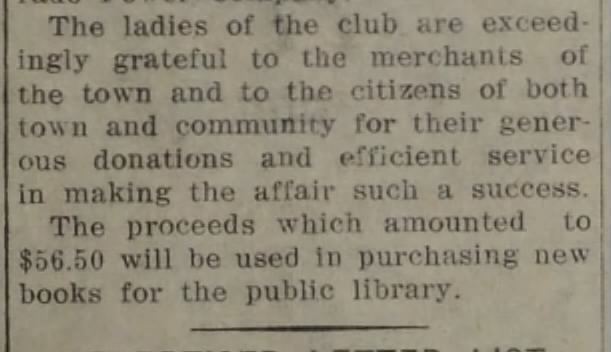 The ladies of the club are exceed-
ingly grateful to the merchants of
the town and to the citizens of both
town and community for their gener-
ous donations and efficient service
in making the affair such a success.
The proceeds which amounted to
$56.50 will be used in purchasing new
books for the public library.